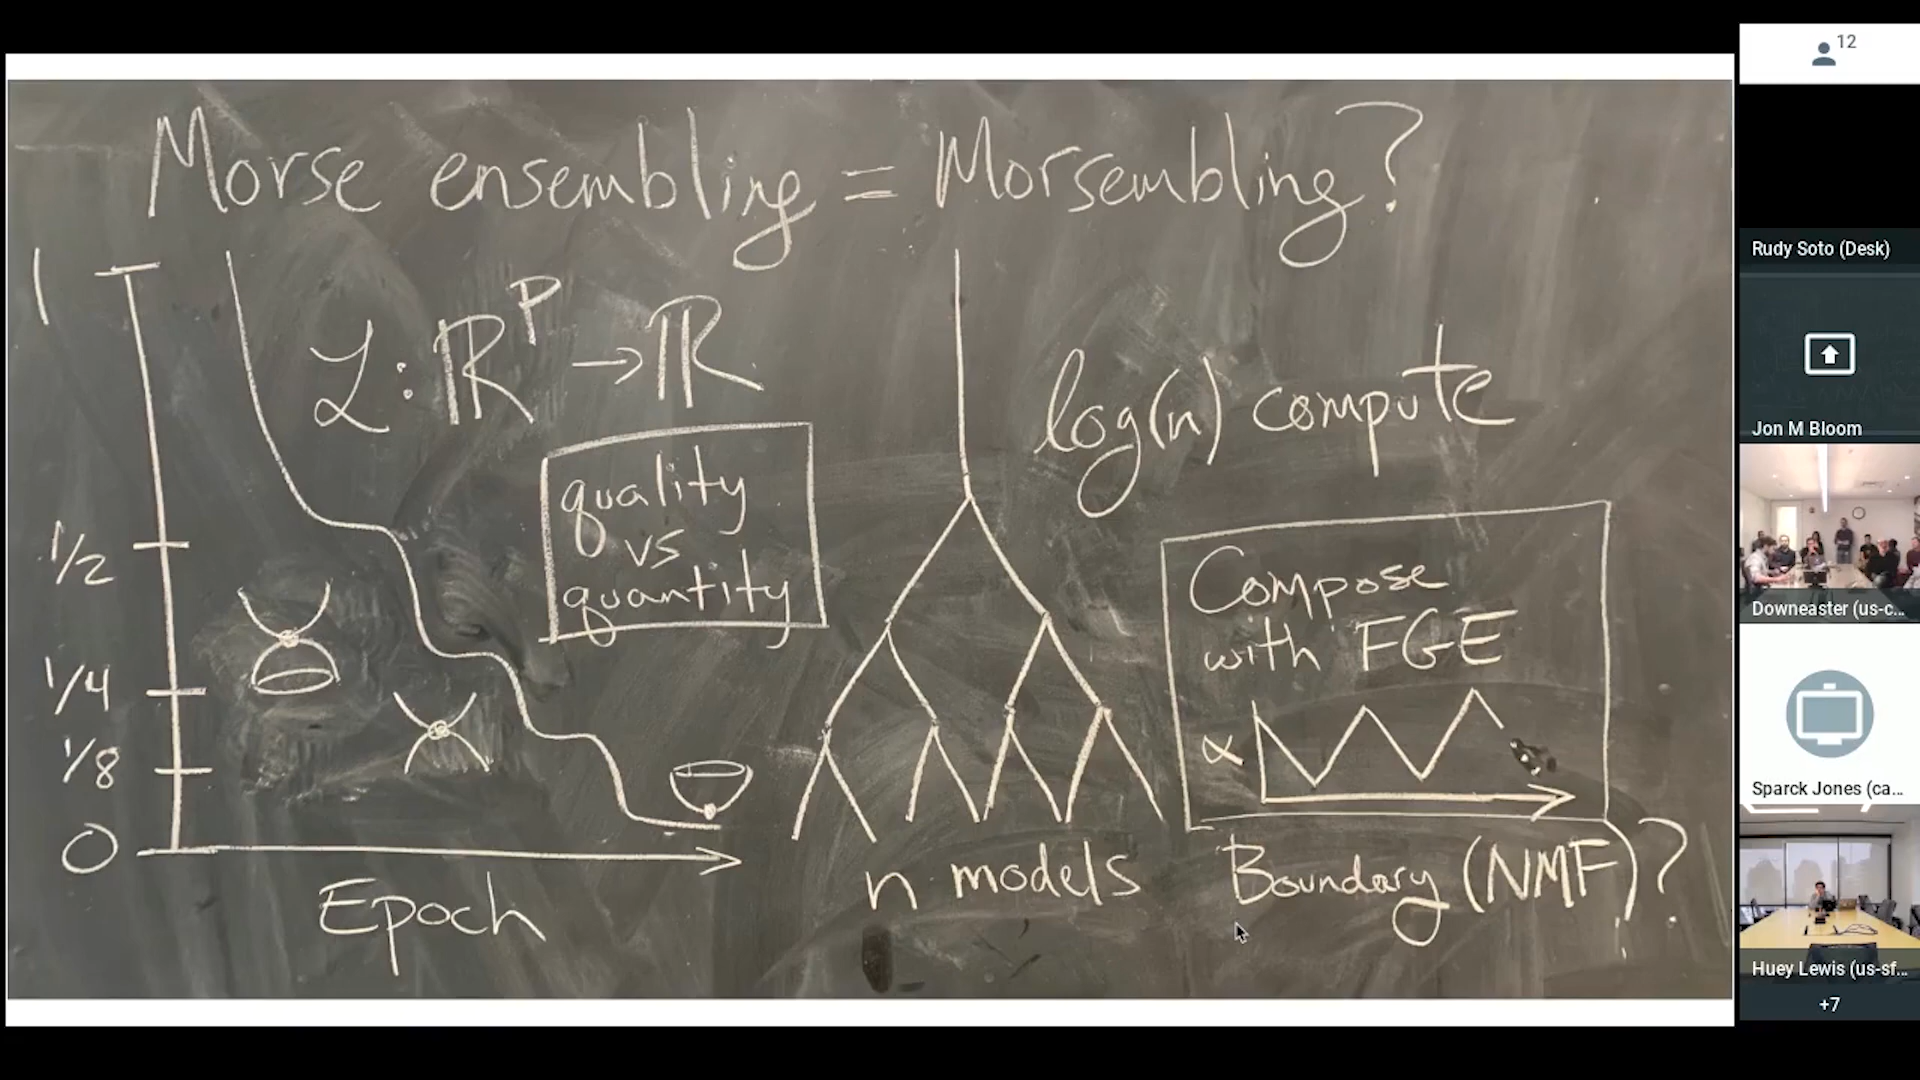 Morse ensembling = Morsembling?
1
L: R^P → R
quality
vs
quantity
log(n) compute
1/2
1/4
1/8
0
Epoch
n models
Compose
with FGE
α
Boundary (NMF)?
12
Rudy Soto (Desk)
Jon M Bloom
Downeaster (us-c...
Sparck Jones (ca...
Huey Lewis (us-sf...
+7